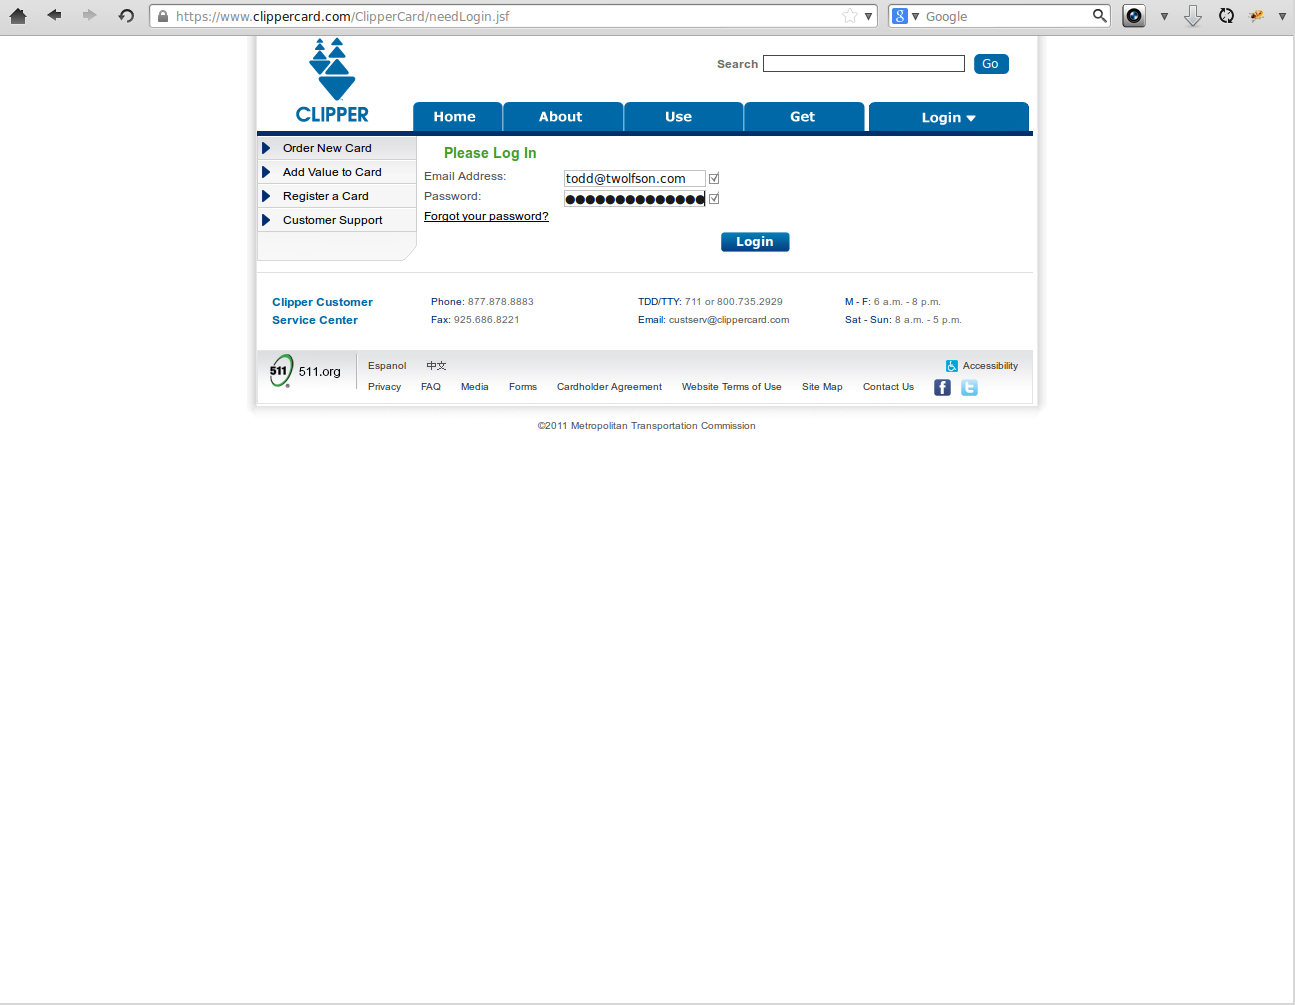 https://www.clippercard.com/ClipperCard/needLogin.jsf
8 Google
Search Go
CLIPPER
Home About Use Get Login
Order New Card
Add Value to Card
Register a Card
Customer Support
Please Log In
Email Address: todd@twolfson.com
Password: ●●●●●●●●●●●●●●
Forgot your password?
Login
Clipper Customer Phone: 877.878.8883 TDD/TTY: 711 or 800.735.2929 M - F: 6 a.m. - 8 p.m.
Service Center Fax: 925.686.8221 Email: custserv@clippercard.com Sat - Sun: 8 a.m. - 5 p.m.
511 511.org
Espanol 中文 Accessibility
Privacy FAQ Media Forms Cardholder Agreement Website Terms of Use Site Map Contact Us f t
©2011 Metropolitan Transportation Commission